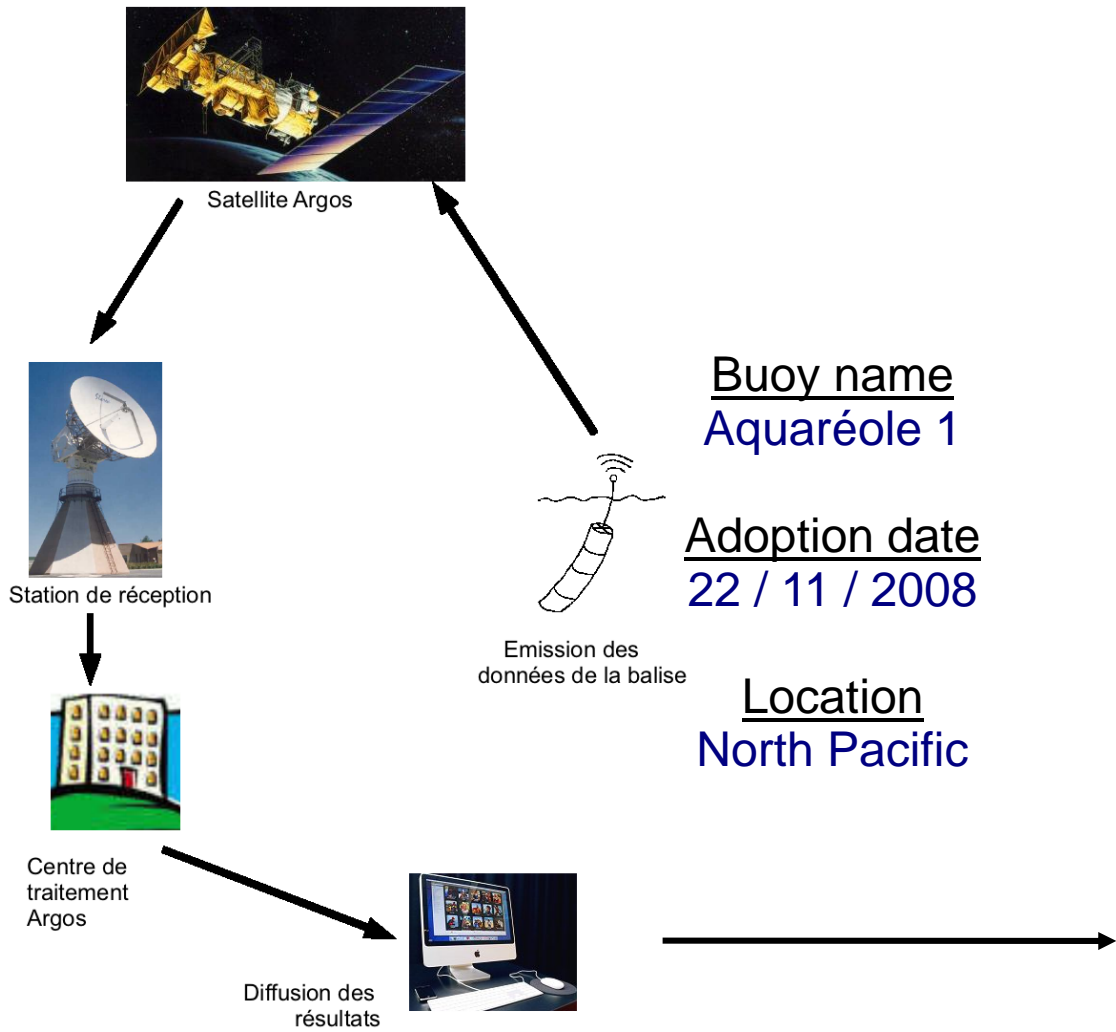 Satellite Argos
Buoy name
Aquaréole 1
Station de réception
Adoption date
22 / 11 / 2008
Emission des
données de la balise
Location
North Pacific
Centre de
traitement
Argos
Diffusion des
résultats